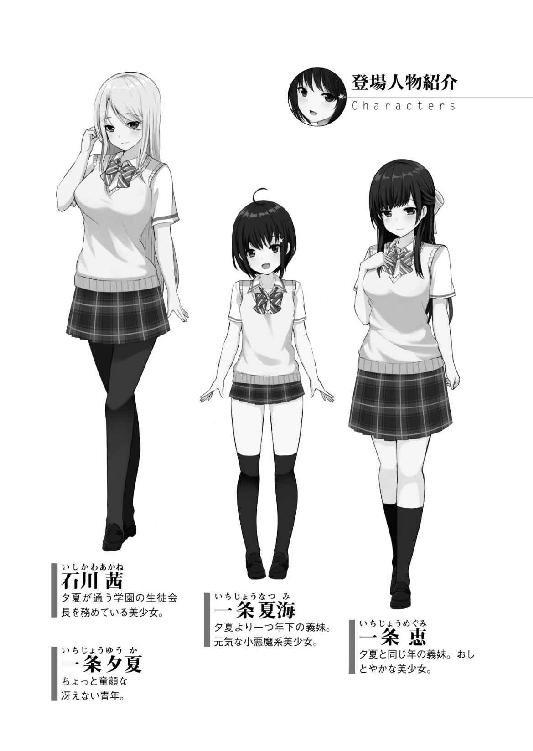 登場人物紹介
Characters
いしかわあかね
石川 茜
夕夏が通う学園の生徒会
長を務めている美少女。
いちじょうゆう か
一条夕夏
ちょっと童顔な
冴えない青年。
いちじょうなつ み
一条夏海
夕夏より一つ年下の義妹。
元気な小悪魔系美少女。
いちじょうめぐみ
一条 恵
夕夏と同じ年の義妹。おし
とやかな美少女。